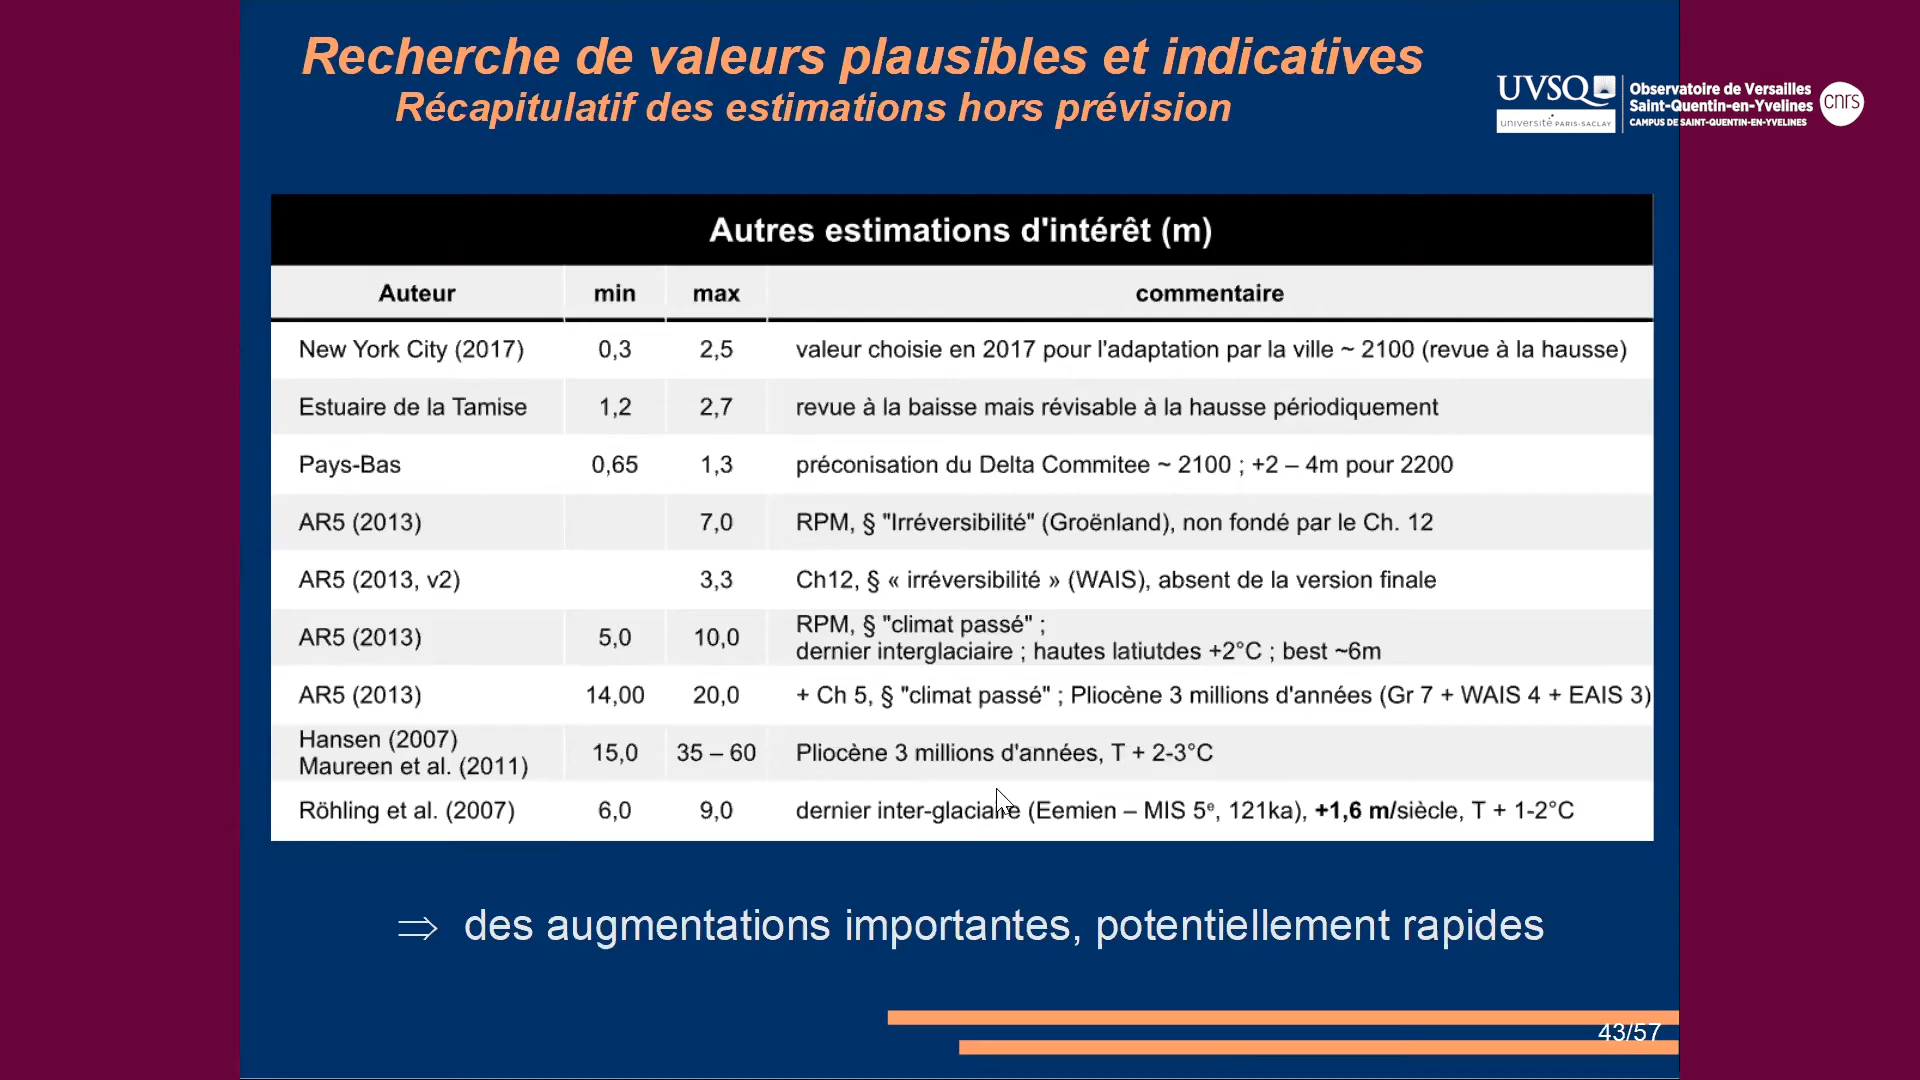 Recherche de valeurs plausibles et indicatives
Récapitulatif des estimations hors prévision
UVSQ
université PARIS-SACLAY
Observatoire de Versailles
Saint-Quentin-en-Yvelines
CAMPUS DE SAINT-QUENTIN-EN-YVELINES
cnrs
Autres estimations d'intérêt (m)
Auteur min max commentaire
New York City (2017) 0,3 2,5 valeur choisie en 2017 pour l'adaptation par la ville ~ 2100 (revue à la hausse)
Estuaire de la Tamise 1,2 2,7 revue à la baisse mais révisable à la hausse périodiquement
Pays-Bas 0,65 1,3 préconisation du Delta Commitee ~ 2100 ; +2 – 4m pour 2200
AR5 (2013) 7,0 RPM, § "Irréversibilité" (Groënland), non fondé par le Ch. 12
AR5 (2013, v2) 3,3 Ch12, § « irréversibilité » (WAIS), absent de la version finale
AR5 (2013) 5,0 10,0 RPM, § "climat passé" ;
dernier interglaciaire ; hautes latiutdes +2°C ; best ~6m
AR5 (2013) 14,00 20,0 + Ch 5, § "climat passé" ; Pliocène 3 millions d'années (Gr 7 + WAIS 4 + EAIS 3)
Hansen (2007)
Maureen et al. (2011) 15,0 35 – 60 Pliocène 3 millions d'années, T + 2-3°C
Röhling et al. (2007) 6,0 9,0 dernier inter-glaciaire (Eemien – MIS 5ᵉ, 121ka), +1,6 m/siècle, T + 1-2°C
⇒ des augmentations importantes, potentiellement rapides
43/57